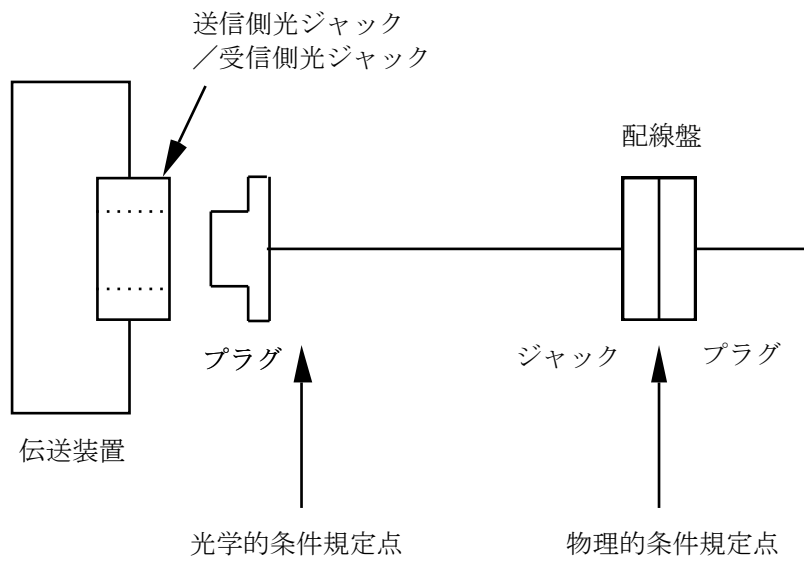 送信側光ジャック
／受信側光ジャック
配線盤
プラグ
ジャック
プラグ
伝送装置
光学的条件規定点
物理的条件規定点